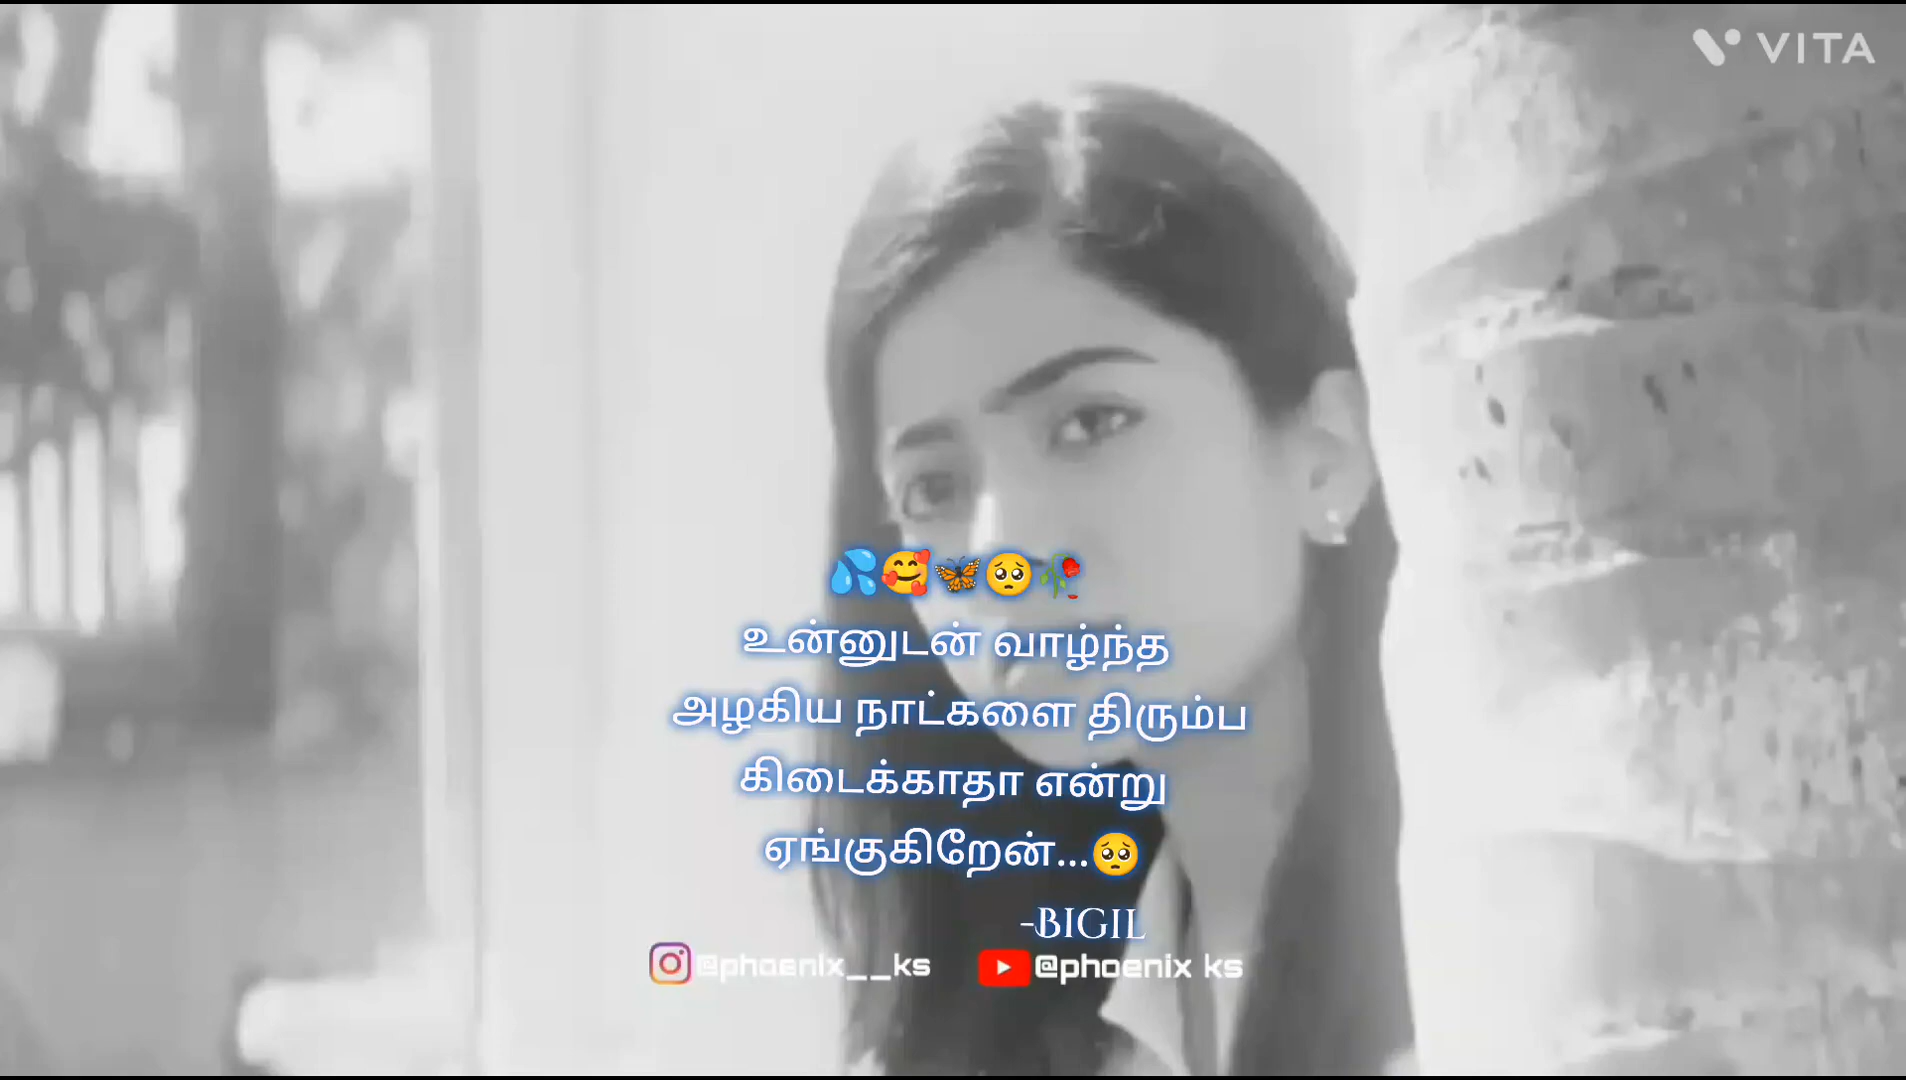 VITA
💦🥰🦋🥺🥀
உன்னுடன் வாழ்ந்த
அழகிய நாட்களை திரும்ப
கிடைக்காதா என்று
ஏங்குகிறேன்...🥺
-BIGIL
@phoenix__ks @phoenix ks